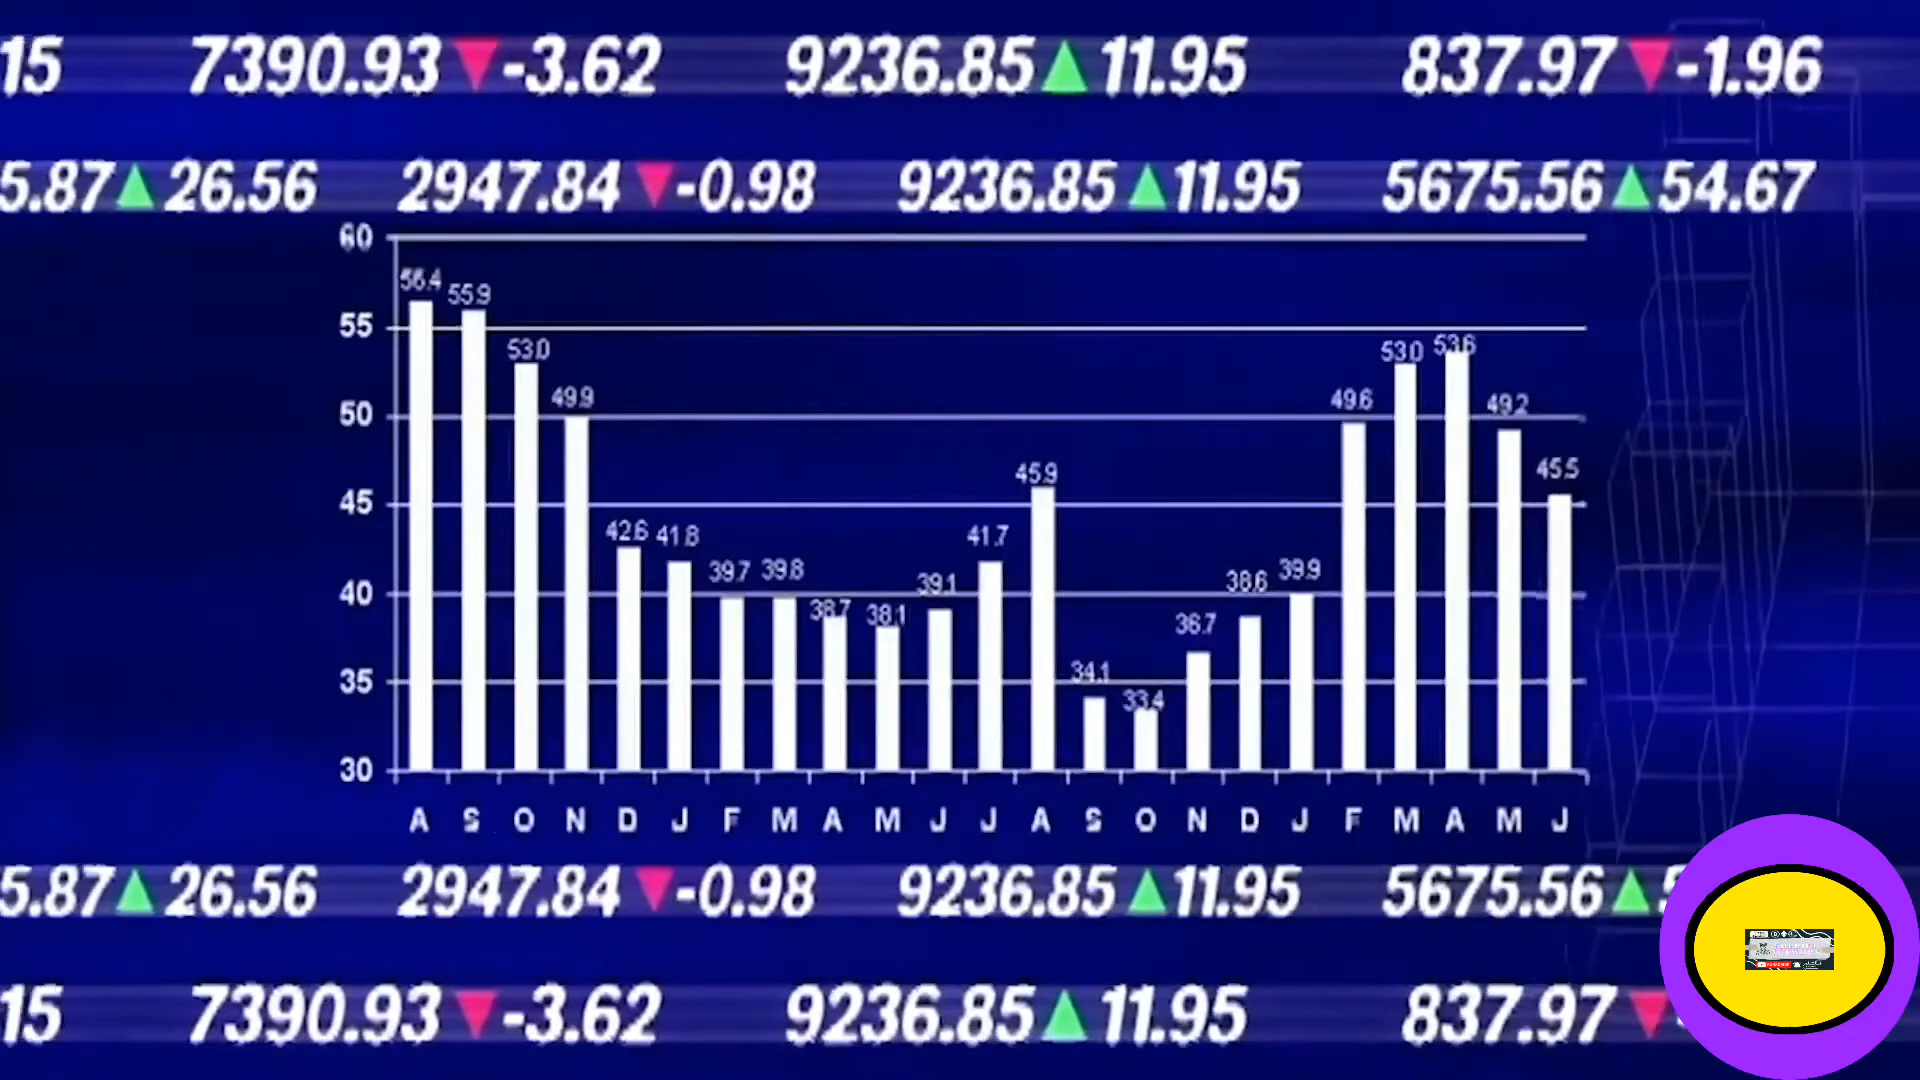 15 7390.93 ▼-3.62 9236.85 ▲ 11.95 837.97 ▼-1.96
5.87 ▲ 26.56 2947.84 ▼-0.98 9236.85 ▲ 11.95 5675.56 ▲ 54.67
60
56.4 55.9
55
53.0 53.0 53.6
50
49.9 49.6 49.2
45.9 45.5
45
42.6 41.8 41.7
39.7 39.8 39.1 38.6 39.9
40
38.7 38.1 36.7
34.1
35
33.4
30
A S O N D J F M A M J J A S O N D J F M A M J
5.87 ▲ 26.56 2947.84 ▼-0.98 9236.85 ▲ 11.95 5675.56 ▲
15 7390.93 ▼-3.62 9236.85 ▲ 11.95 837.97 ▼